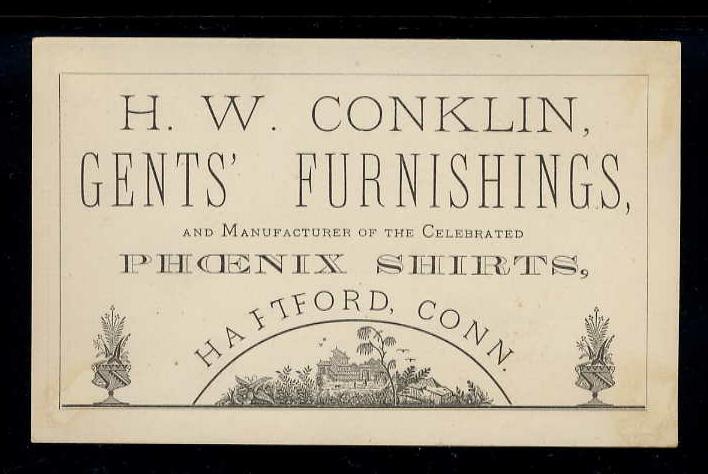 H. W. CONKLIN,
GENTS' FURNISHINGS,
AND MANUFACTURER OF THE CELEBRATED
PHŒNIX SHIRTS,
HARTFORD, CONN.